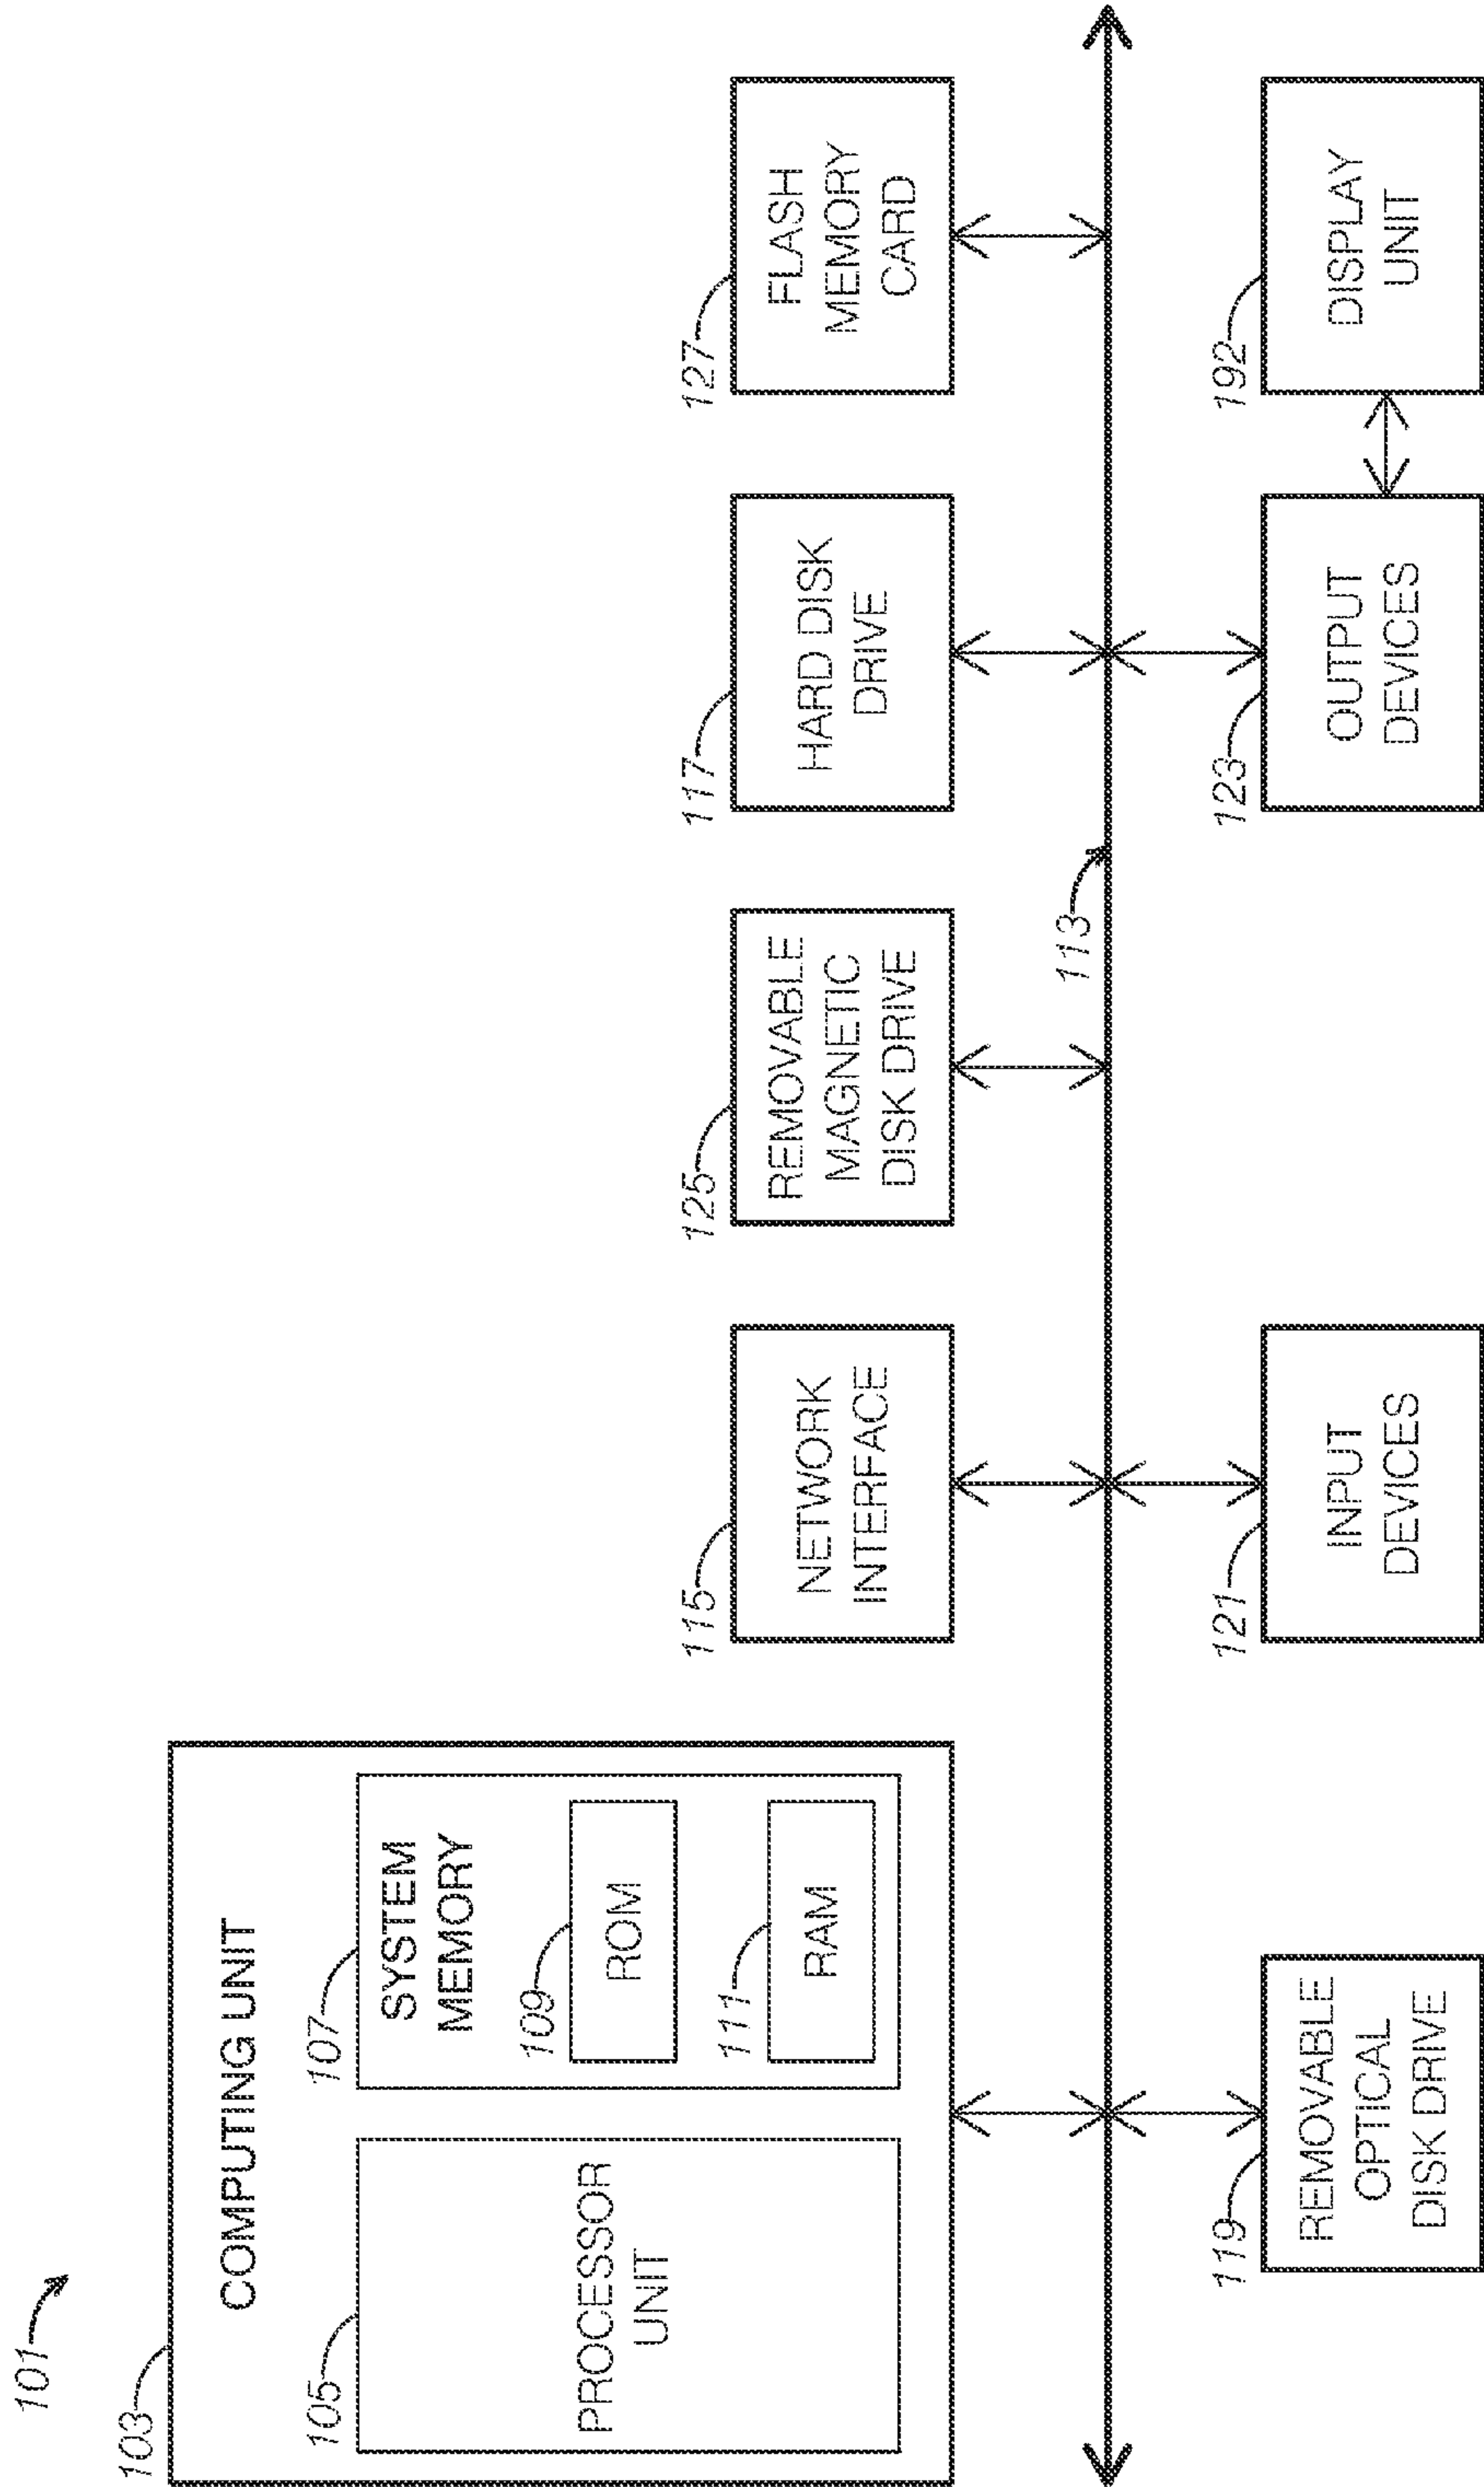 101
103
COMPUTING UNIT
105
PROCESSOR
UNIT
107
SYSTEM
MEMORY
109
ROM
111
RAM
115
NETWORK
INTERFACE
125
REMOVABLE
MAGNETIC
DISK DRIVE
117
HARD DISK
DRIVE
127
FLASH
MEMORY
CARD
113
119
REMOVABLE
OPTICAL
DISK DRIVE
121
INPUT
DEVICES
123
OUTPUT
DEVICES
192
DISPLAY
UNIT